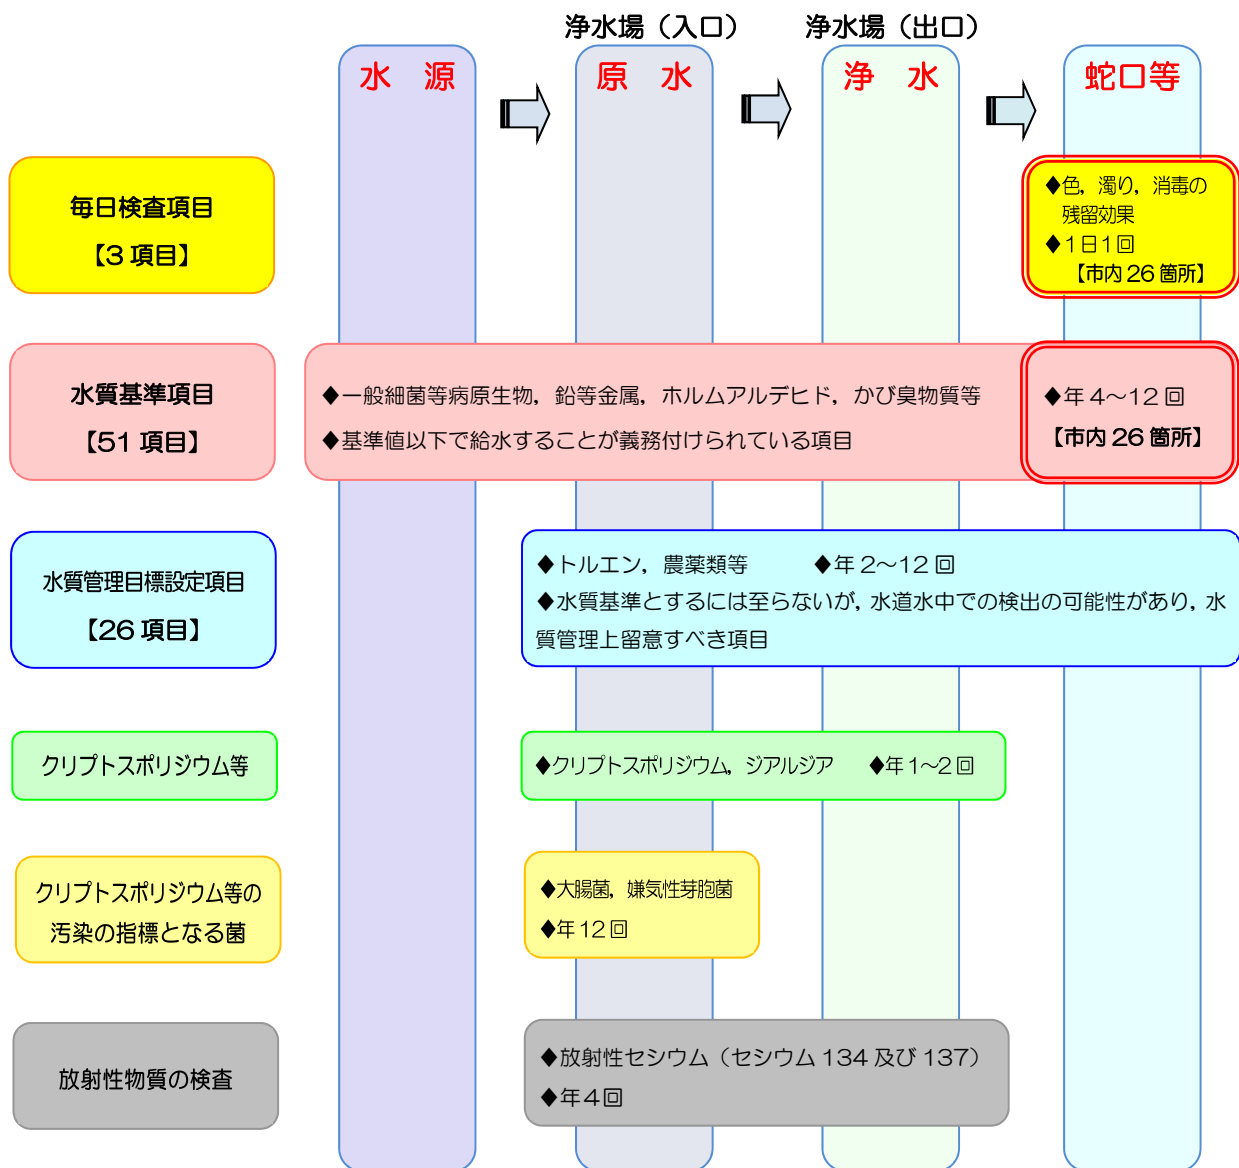 浄水場（入口）
浄水場（出口）
水　源
原　水
浄　水
蛇口等
毎日検査項目
【3 項目】
◆色，濁り，消毒の
残留効果
◆1日1回
【市内 26 箇所】
水質基準項目
【51 項目】
◆一般細菌等病原生物，鉛等金属，ホルムアルデヒド，かび臭物質等
◆基準値以下で給水することが義務付けられている項目
◆年 4～12 回
【市内 26 箇所】
水質管理目標設定項目
【26 項目】
◆トルエン，農薬類等　　　◆年 2～12 回
◆水質基準とするには至らないが，水道水中での検出の可能性があり，水
質管理上留意すべき項目
クリプトスポリジウム等
◆クリプトスポリジウム，ジアルジア　　◆年 1～2 回
クリプトスポリジウム等の
汚染の指標となる菌
◆大腸菌，嫌気性芽胞菌
◆年 12 回
放射性物質の検査
◆放射性セシウム（セシウム 134 及び 137）
◆年4回